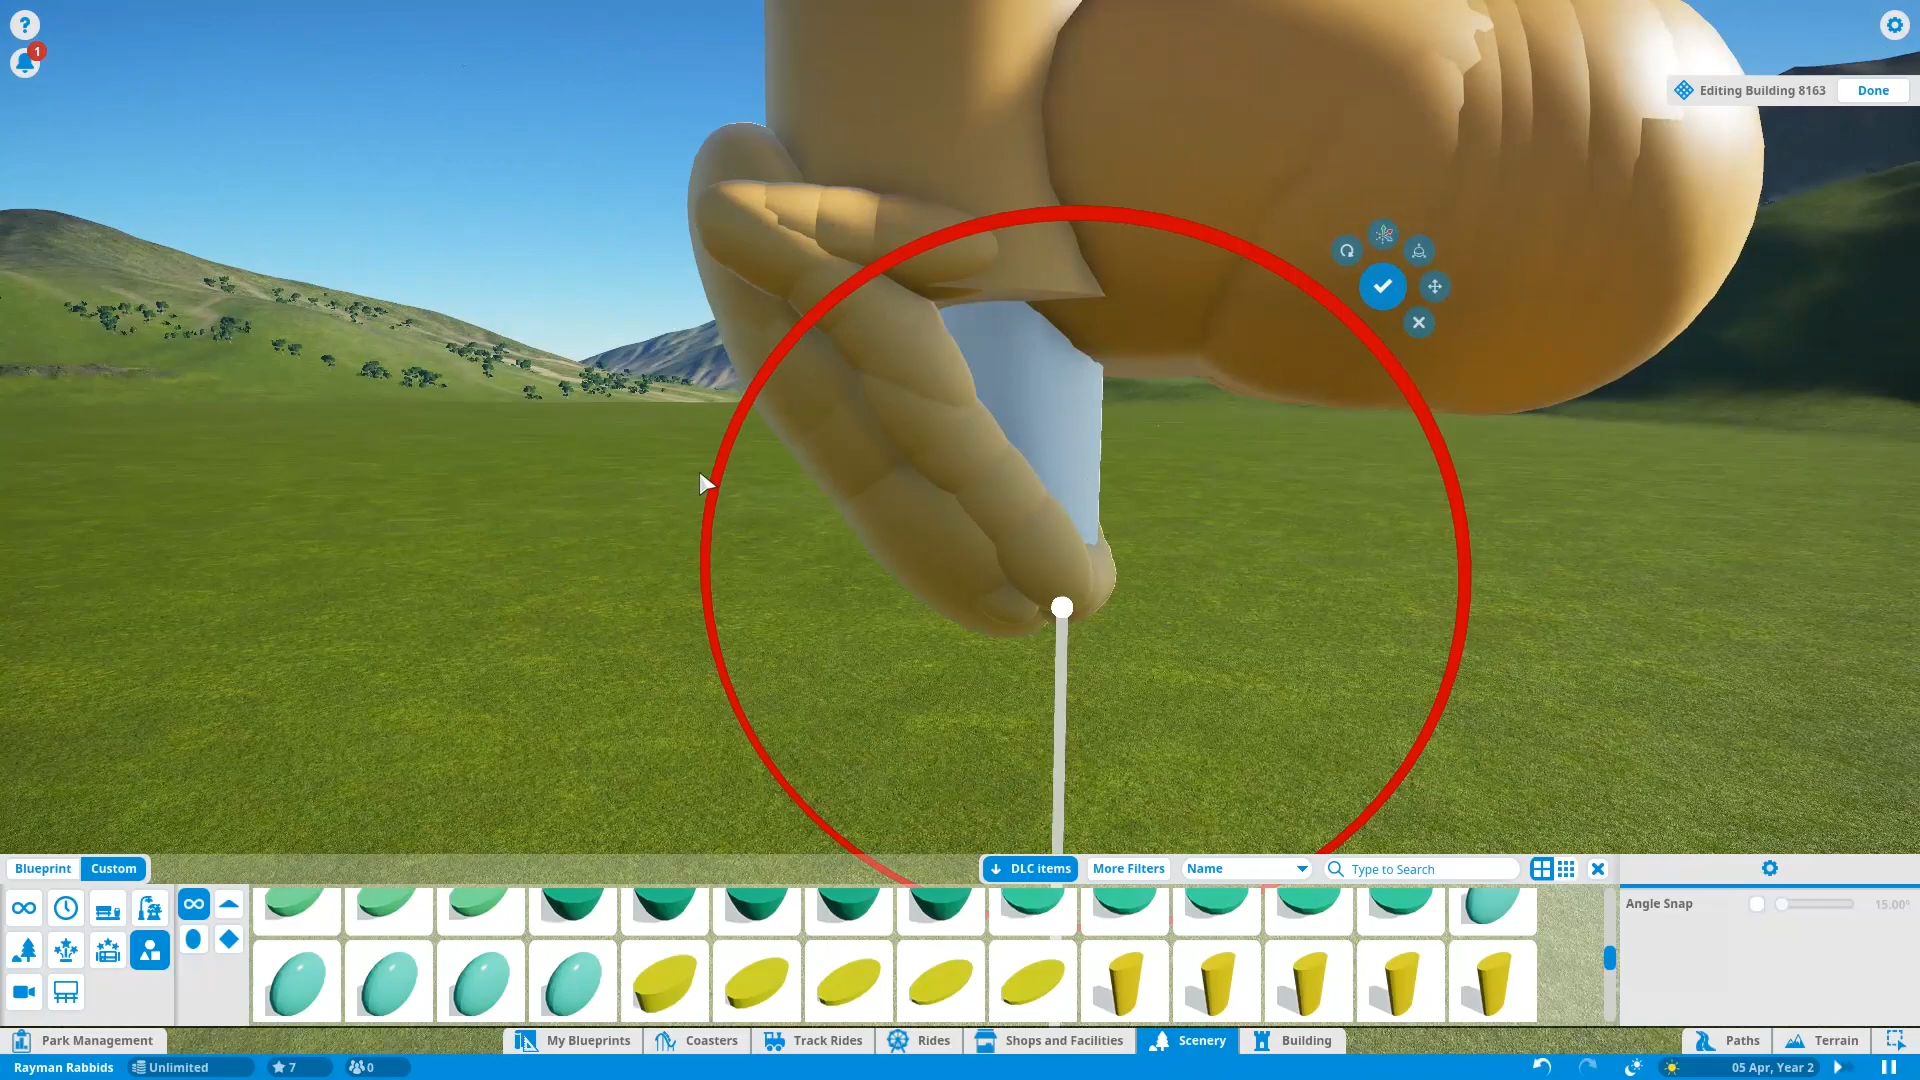 ?
1
Editing Building 8163
Done
Blueprint
Custom
DLC items
More Filters
Name
Type to Search
Angle Snap
15.00°
Park Management
My Blueprints
Coasters
Track Rides
Rides
Shops and Facilities
Scenery
Building
Paths
Terrain
Rayman Rabbids
Unlimited
7
0
05 Apr, Year 2